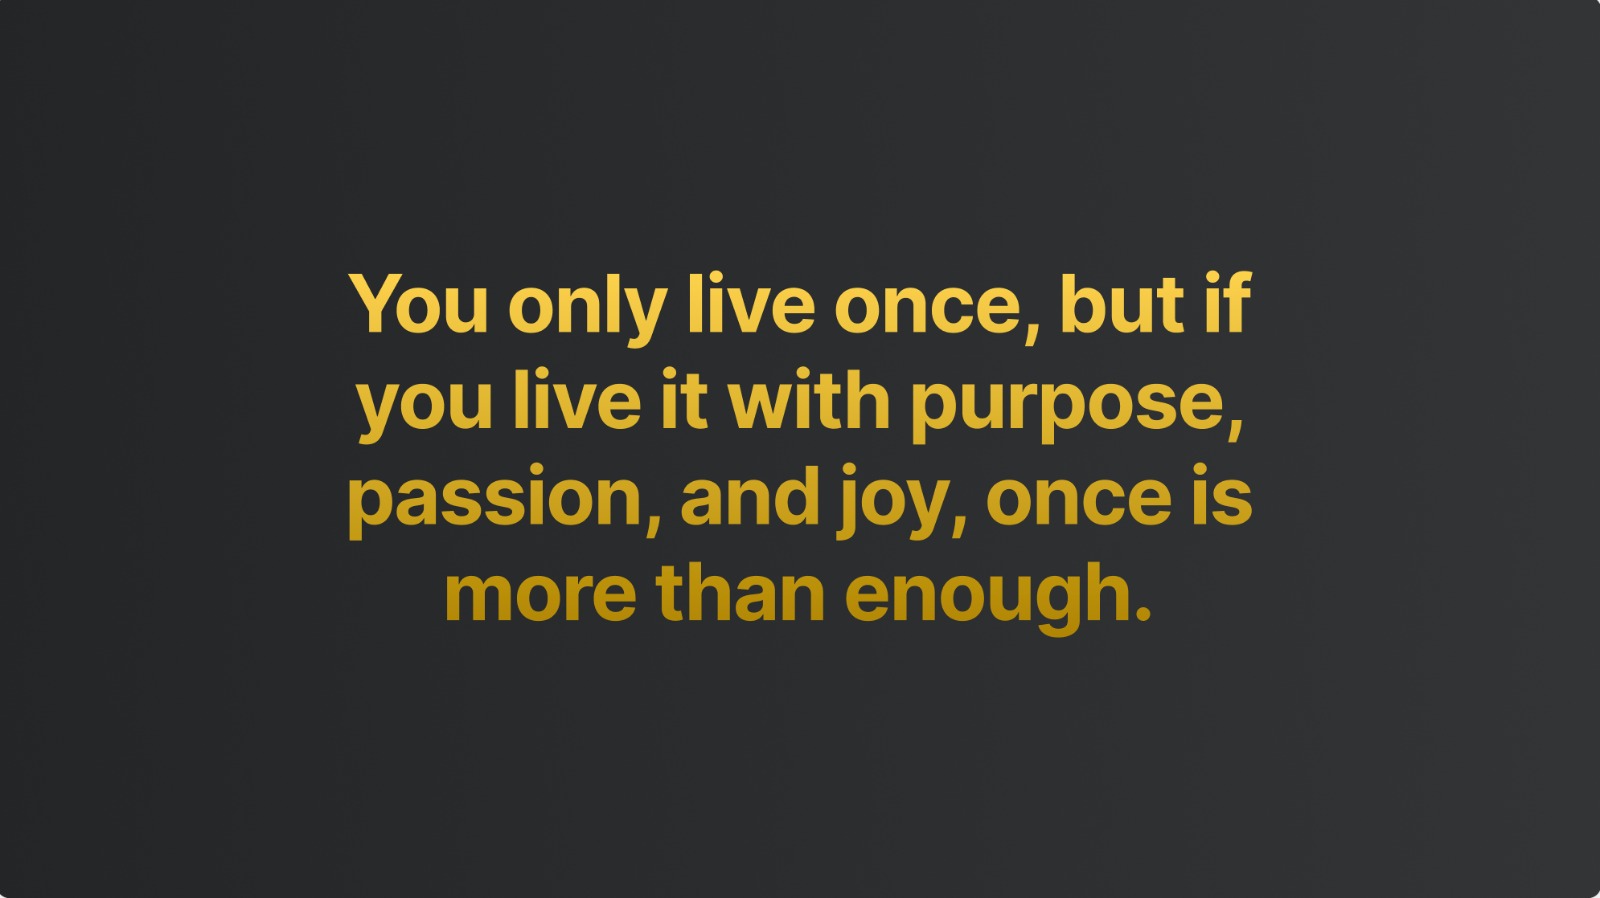 You only live once, but if
you live it with purpose,
passion, and joy, once is
more than enough.